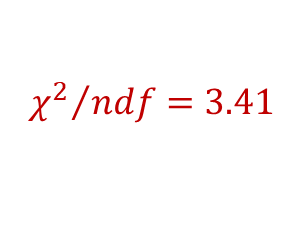 χ²/ndf = 3.41